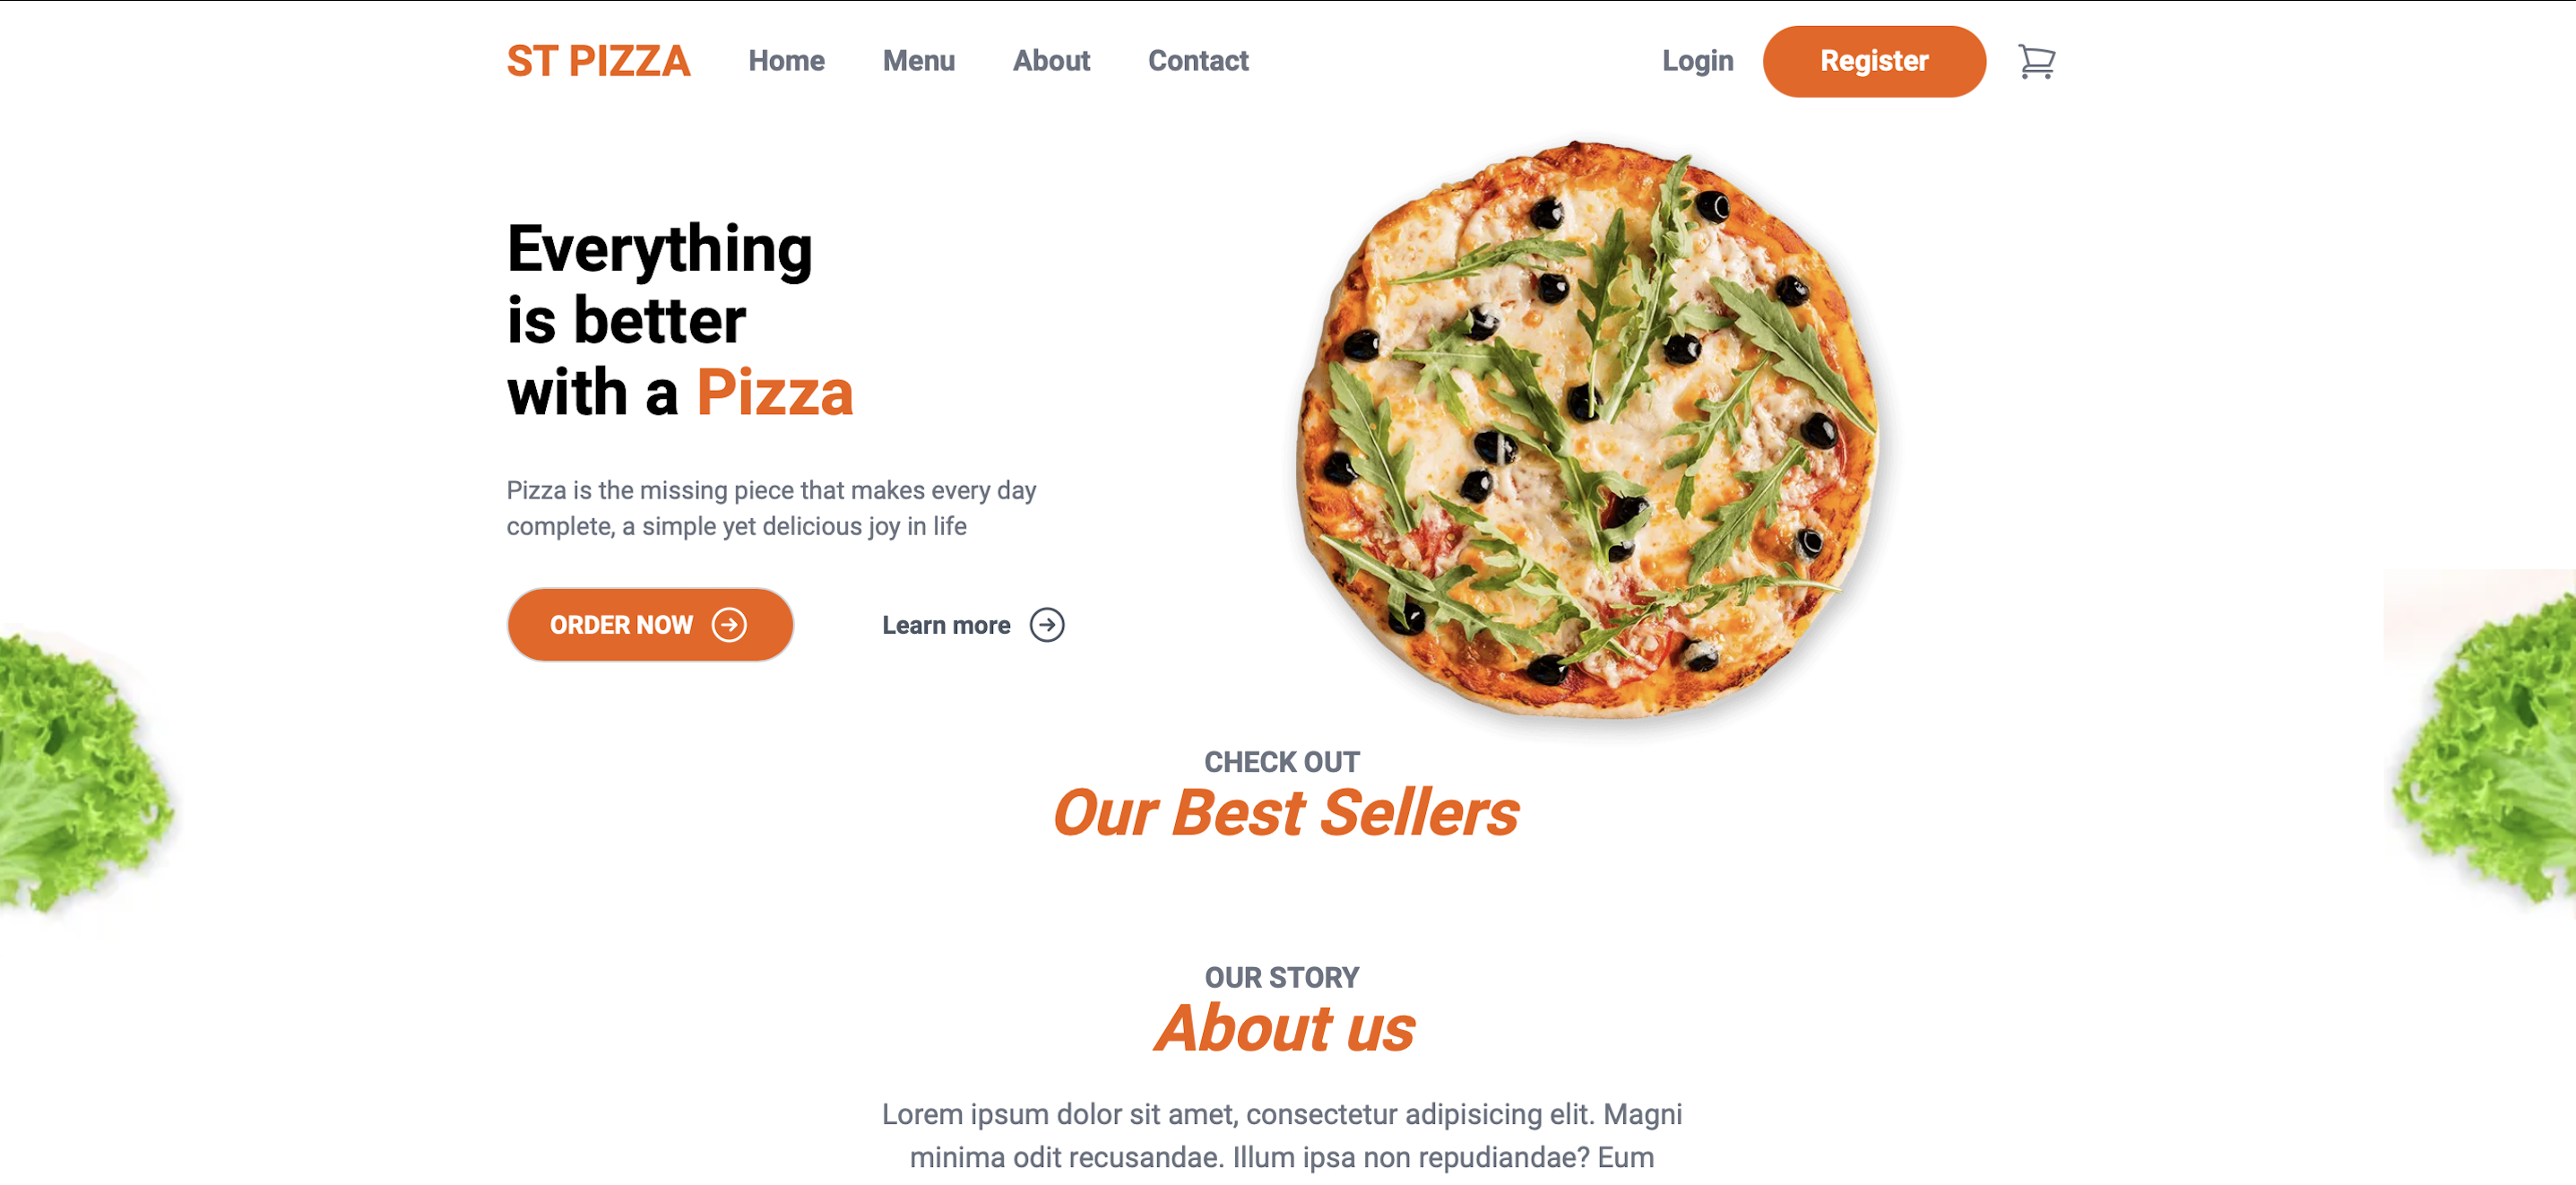 ST PIZZA Home Menu About Contact Login Register
Everything
is better
with a Pizza
Pizza is the missing piece that makes every day
complete, a simple yet delicious joy in life
ORDER NOW Learn more
CHECK OUT
Our Best Sellers
OUR STORY
About us
Lorem ipsum dolor sit amet, consectetur adipisicing elit. Magni
minima odit recusandae. Illum ipsa non repudiandae? Eum